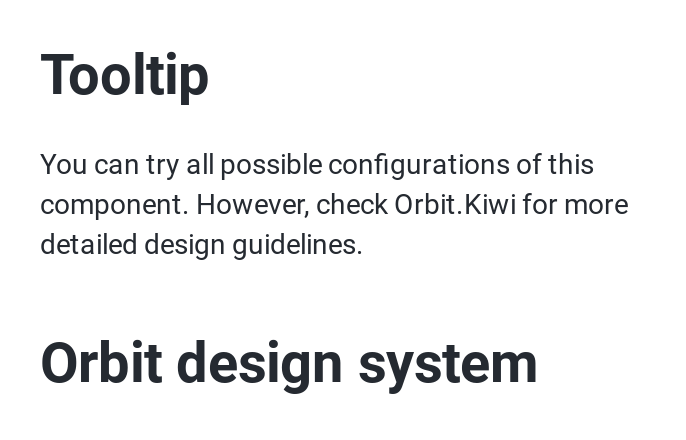 Tooltip
You can try all possible configurations of this
component. However, check Orbit.Kiwi for more
detailed design guidelines.
Orbit design system